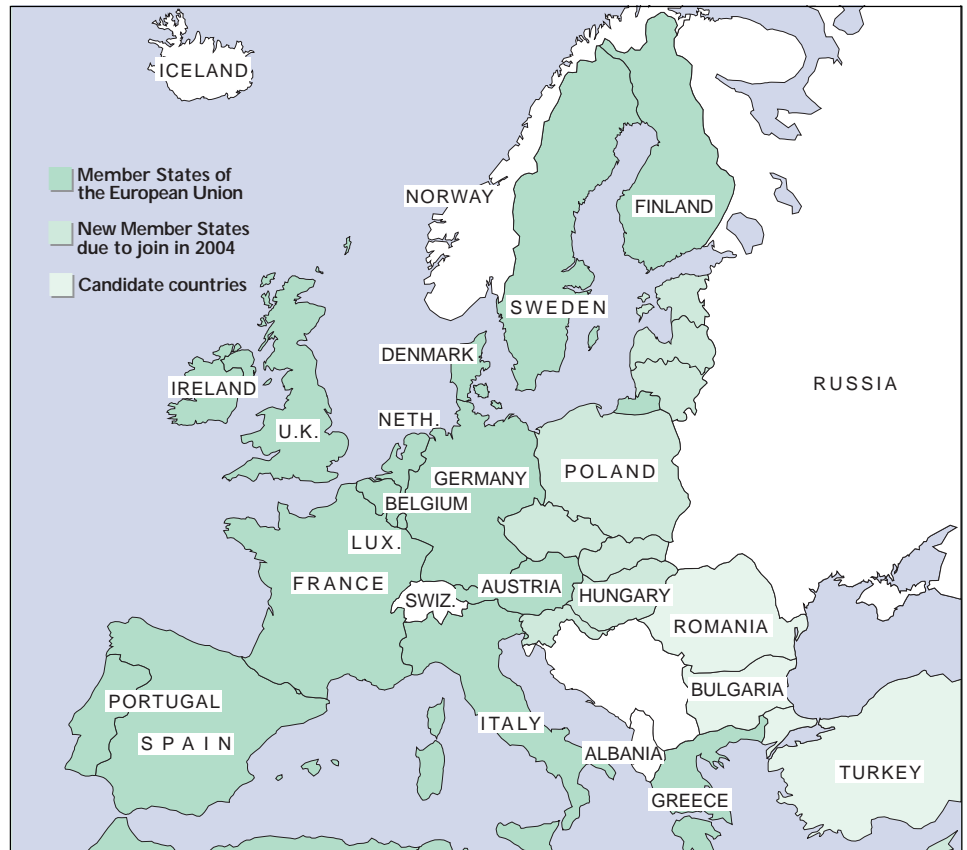 ICELAND
Member States of
the European Union
New Member States
due to join in 2004
Candidate countries
NORWAY
FINLAND
SWEDEN
DENMARK
IRELAND
RUSSIA
NETH.
U.K.
POLAND
GERMANY
BELGIUM
LUX.
FRANCE
AUSTRIA
SWIZ.
HUNGARY
ROMANIA
BULGARIA
PORTUGAL
ITALY
SPAIN
ALBANIA
TURKEY
GREECE